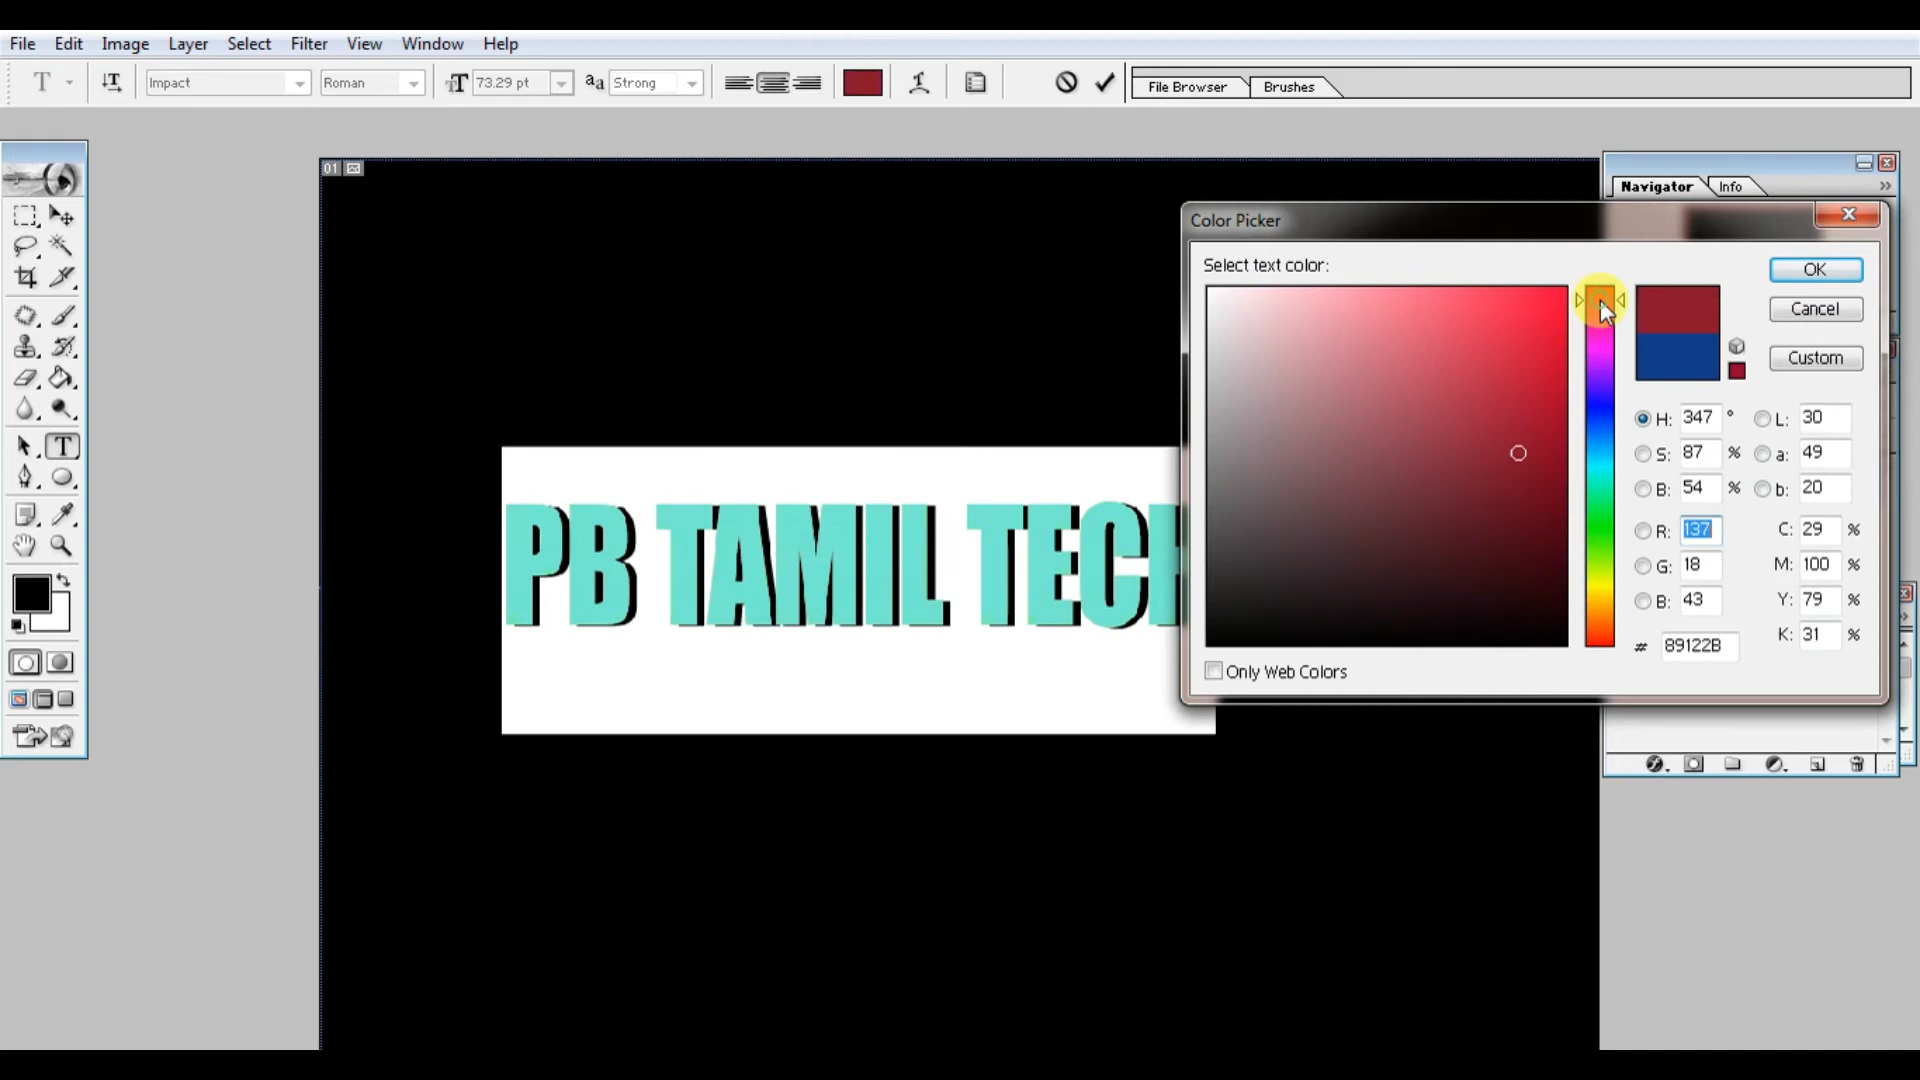 File Edit Image Layer Select Filter View Window Help
T Impact Roman 73.29 pt aa Strong File Browser Brushes
01
Navigator Info
Color Picker
Select text color:
OK
Cancel
Custom
H: 347 ° L: 30
S: 87 % a: 49
B: 54 % b: 20
R: 137 C: 29 %
G: 18 M: 100 %
B: 43 Y: 79 %
# 89122B K: 31 %
Only Web Colors
PB TAMIL TECH